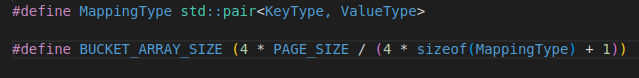 #define MappingType std::pair<KeyType, ValueType>
#define BUCKET_ARRAY_SIZE (4 * PAGE_SIZE / (4 * sizeof(MappingType) + 1))